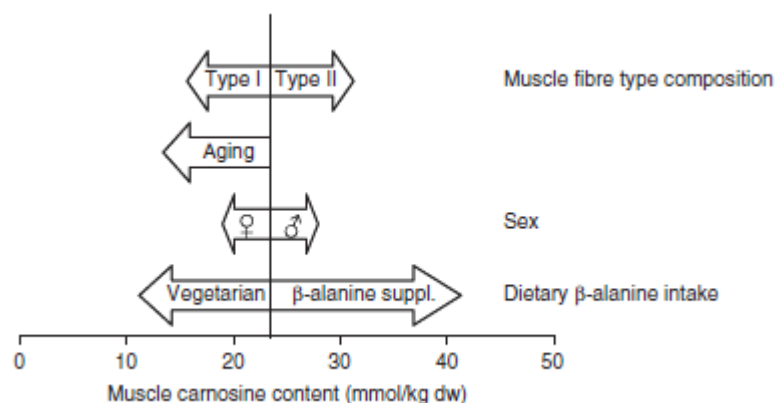 Type I Type II Muscle fibre type composition
Aging
♀ ♂ Sex
Vegetarian β-alanine suppl. Dietary β-alanine intake
0 10 20 30 40 50
Muscle carnosine content (mmol/kg dw)